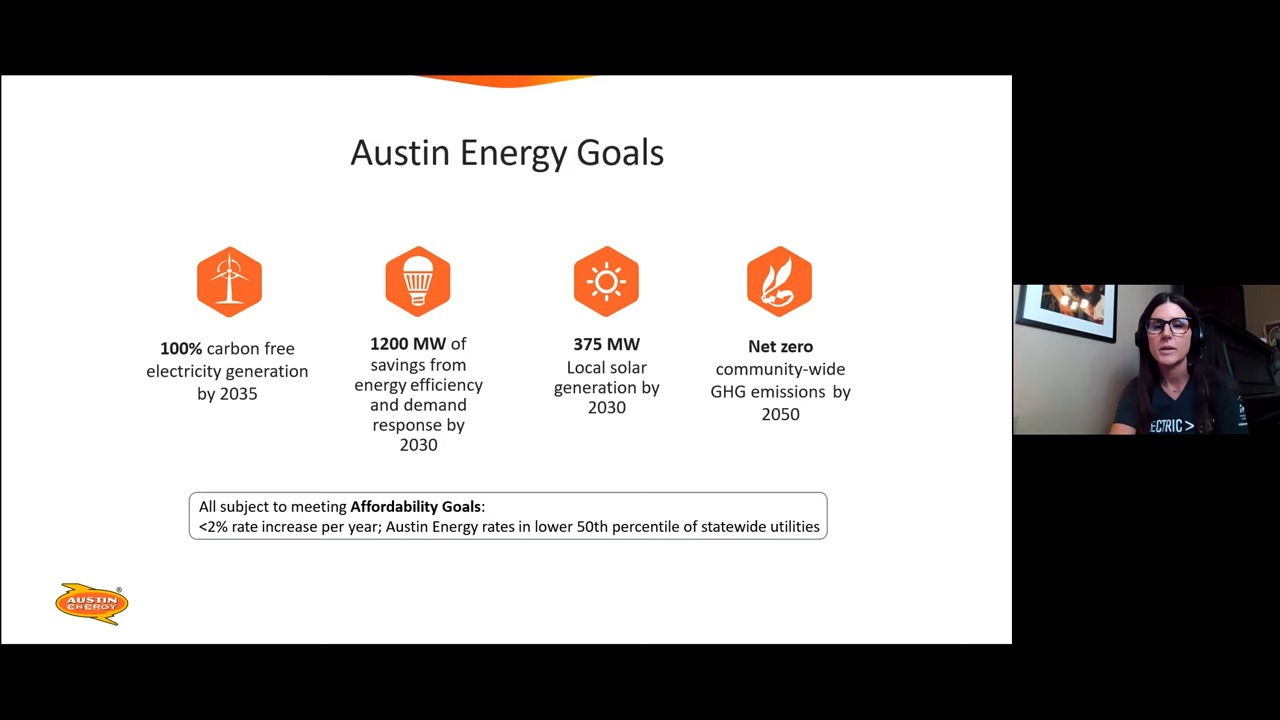 Austin Energy Goals
100% carbon free
electricity generation
by 2035
1200 MW of
savings from
energy efficiency
and demand
response by
2030
375 MW
Local solar
generation by
2030
Net zero
community-wide
GHG emissions by
2050
All subject to meeting Affordability Goals:
<2% rate increase per year; Austin Energy rates in lower 50th percentile of statewide utilities
AUSTIN
ENERGY
®
ECTRIC >